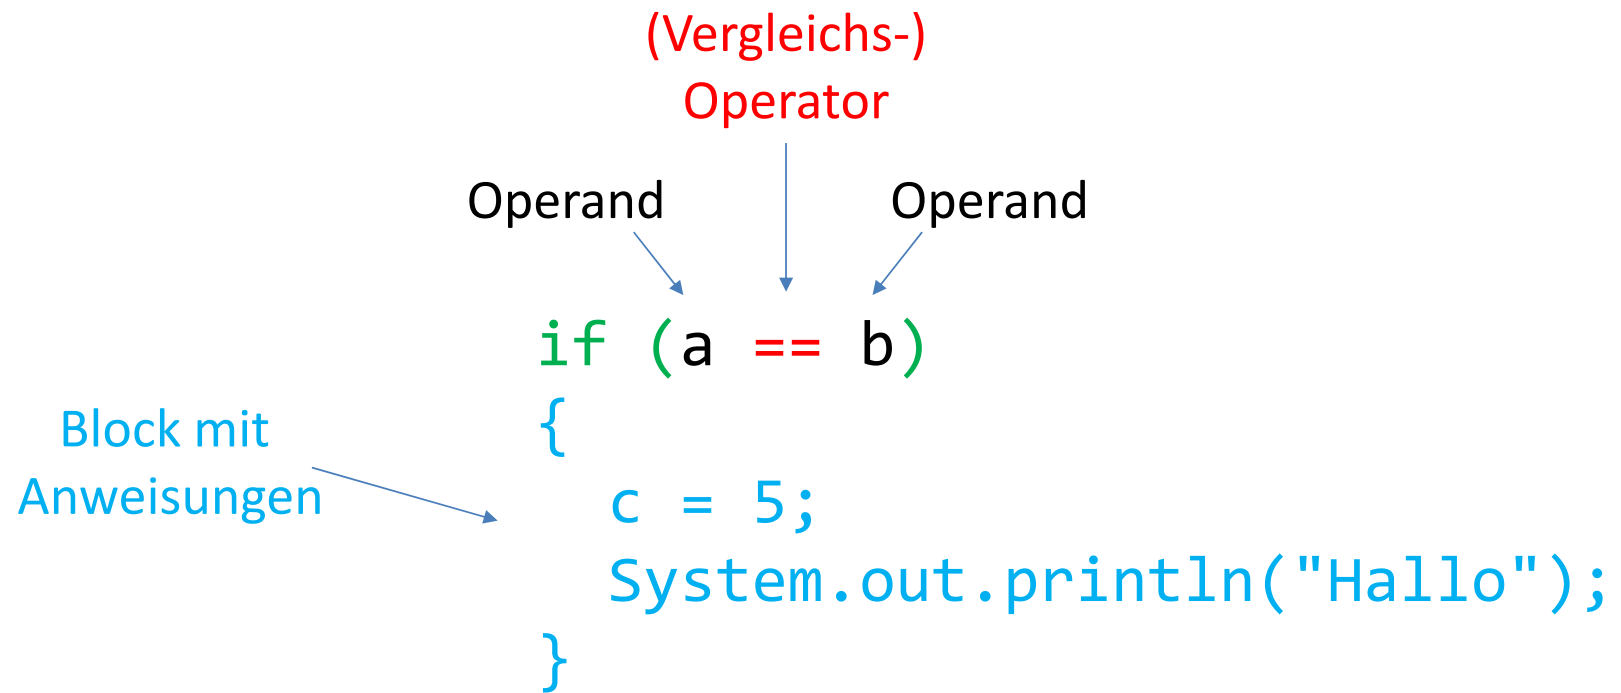 (Vergleichs-)
Operator
Operand
Operand
if (a == b)
{
Block mit
Anweisungen
c = 5;
System.out.println("Hallo");
}